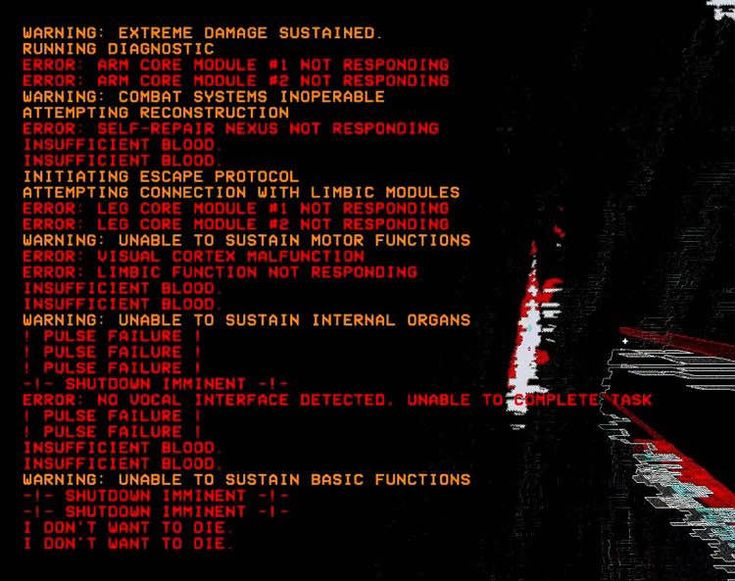 WARNING: EXTREME DAMAGE SUSTAINED.
RUNNING DIAGNOSTIC
ERROR: ARM CORE MODULE #1 NOT RESPONDING
ERROR: ARM CORE MODULE #2 NOT RESPONDING
WARNING: COMBAT SYSTEMS INOPERABLE
ATTEMPTING RECONSTRUCTION
ERROR: SELF-REPAIR NEXUS NOT RESPONDING
INSUFFICIENT BLOOD.
INSUFFICIENT BLOOD.
INITIATING ESCAPE PROTOCOL
ATTEMPTING CONNECTION WITH LIMBIC MODULES
ERROR: LEG CORE MODULE #1 NOT RESPONDING
ERROR: LEG CORE MODULE #2 NOT RESPONDING
WARNING: UNABLE TO SUSTAIN MOTOR FUNCTIONS
ERROR: VISUAL CORTEX MALFUNCTION
ERROR: LIMBIC FUNCTION NOT RESPONDING
INSUFFICIENT BLOOD.
INSUFFICIENT BLOOD.
WARNING: UNABLE TO SUSTAIN INTERNAL ORGANS
! PULSE FAILURE !
! PULSE FAILURE !
! PULSE FAILURE !
-!- SHUTDOWN IMMINENT -!-
ERROR: NO VOCAL INTERFACE DETECTED. UNABLE TO COMPLETE TASK
! PULSE FAILURE !
! PULSE FAILURE !
INSUFFICIENT BLOOD.
INSUFFICIENT BLOOD.
WARNING: UNABLE TO SUSTAIN BASIC FUNCTIONS
-!- SHUTDOWN IMMINENT -!-
-!- SHUTDOWN IMMINENT -!-
I DON'T WANT TO DIE.
I DON'T WANT TO DIE.